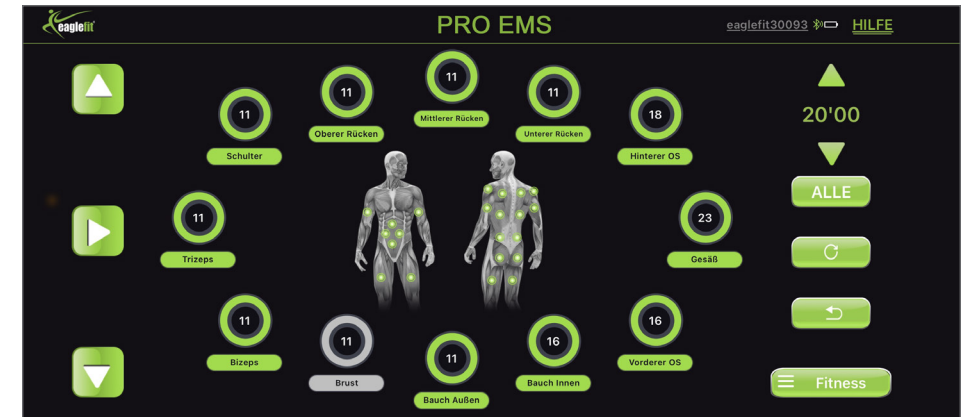 eaglefit
PRO EMS
eaglefit30093
HILFE
11
Mittlerer Rücken
11
Oberer Rücken
11
Unterer Rücken
11
Schulter
18
Hinterer OS
20'00
ALLE
11
Trizeps
23
Gesäß
11
Bizeps
11
Brust
11
Bauch Außen
16
Bauch Innen
16
Vorderer OS
Fitness